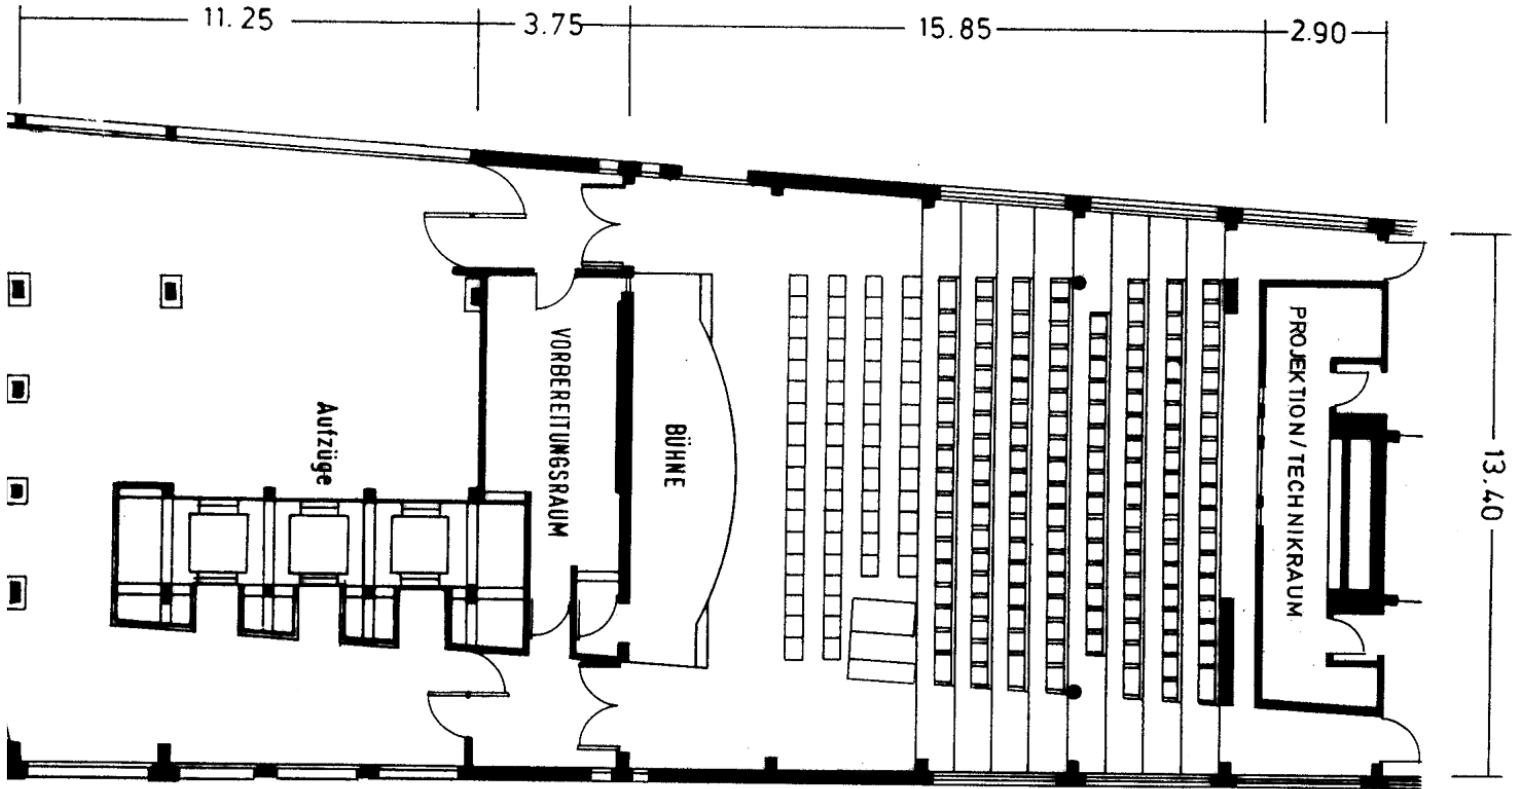 11.25
3.75
15.85
2.90
Aufzüge
VORBEREITUNGSRAUM
BÜHNE
PROJEKTION/TECHNIKRAUM
13.40